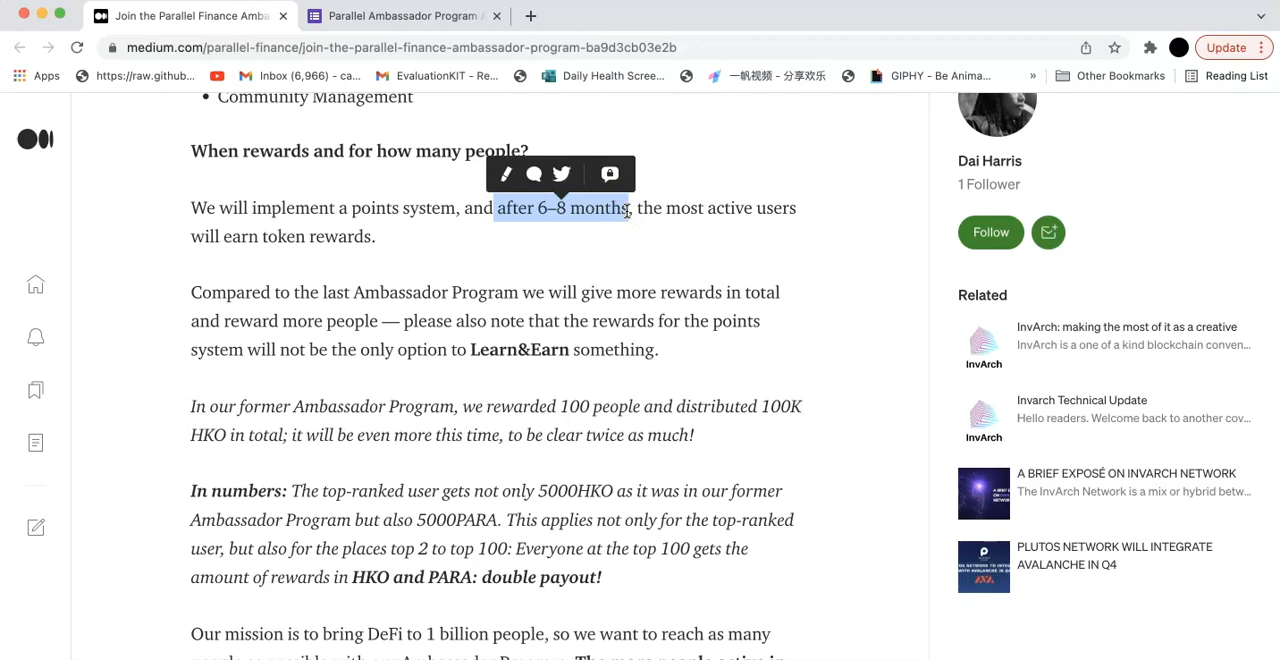 Join the Parallel Finance Amba
Parallel Ambassador Program A
medium.com/parallel-finance/join-the-parallel-finance-ambassador-program-ba9d3cb03e2b
Update
Apps
https://raw.github...
Inbox (6,966) - ca...
EvaluationKIT - Re...
Daily Health Scree...
一帆视频 - 分享欢乐
GIPHY - Be Anima...
»
Other Bookmarks
Reading List
• Community Management
When rewards and for how many people?
We will implement a points system, and after 6–8 months, the most active users
will earn token rewards.
Compared to the last Ambassador Program we will give more rewards in total
and reward more people — please also note that the rewards for the points
system will not be the only option to Learn&Earn something.
In our former Ambassador Program, we rewarded 100 people and distributed 100K
HKO in total; it will be even more this time, to be clear twice as much!
In numbers: The top-ranked user gets not only 5000HKO as it was in our former
Ambassador Program but also 5000PARA. This applies not only for the top-ranked
user, but also for the places top 2 to top 100: Everyone at the top 100 gets the
amount of rewards in HKO and PARA: double payout!
Our mission is to bring DeFi to 1 billion people, so we want to reach as many
Dai Harris
1 Follower
Follow
Related
InvArch: making the most of it as a creative
InvArch is a one of a kind blockchain conven...
InvArch
Invarch Technical Update
Hello readers. Welcome back to another cov...
InvArch
A BRIEF EXPOSÉ ON INVARCH NETWORK
The InvArch Network is a mix or hybrid betw...
PLUTOS NETWORK WILL INTEGRATE
AVALANCHE IN Q4